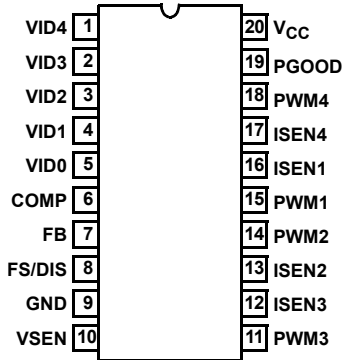 VID4 1
VID3 2
VID2 3
VID1 4
VID0 5
COMP 6
FB 7
FS/DIS 8
GND 9
VSEN 10
20 VCC
19 PGOOD
18 PWM4
17 ISEN4
16 ISEN1
15 PWM1
14 PWM2
13 ISEN2
12 ISEN3
11 PWM3